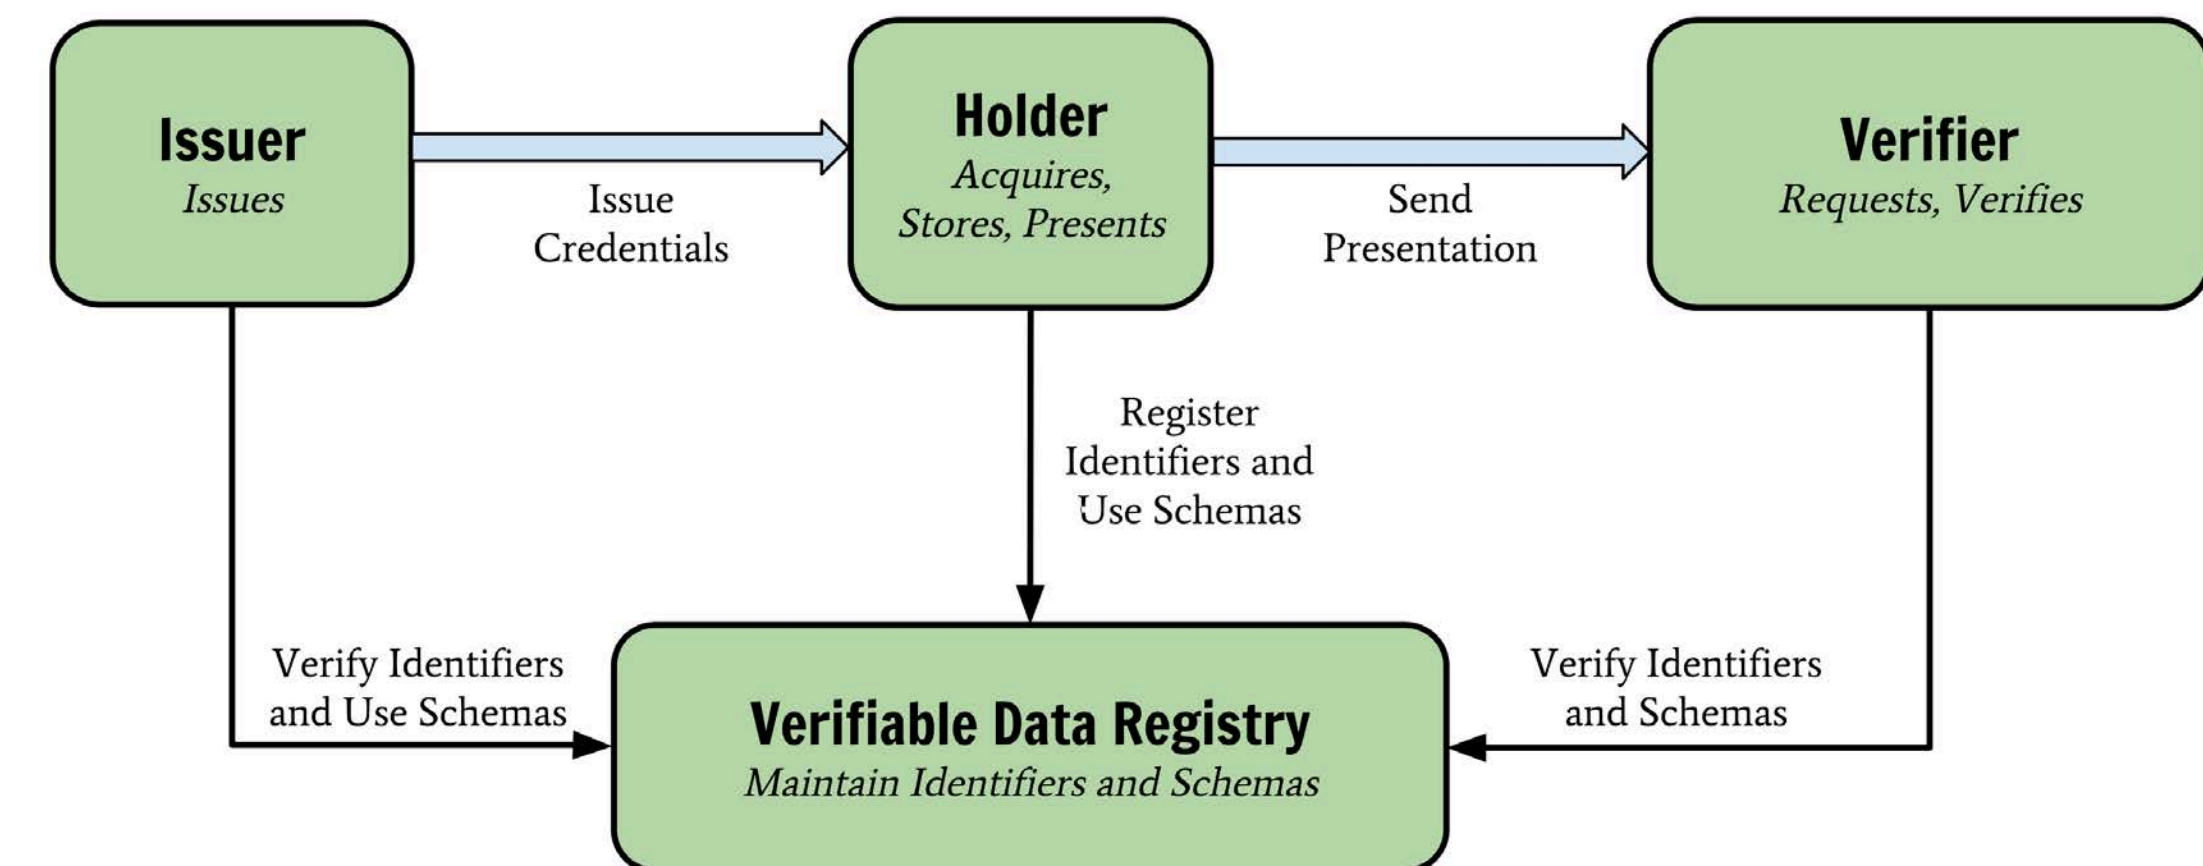 Issuer
Issues
Issue
Credentials
Holder
Acquires,
Stores, Presents
Send
Presentation
Verifier
Requests, Verifies
Register
Identifiers and
Use Schemas
Verify Identifiers
and Use Schemas
Verifiable Data Registry
Maintain Identifiers and Schemas
Verify Identifiers
and Schemas